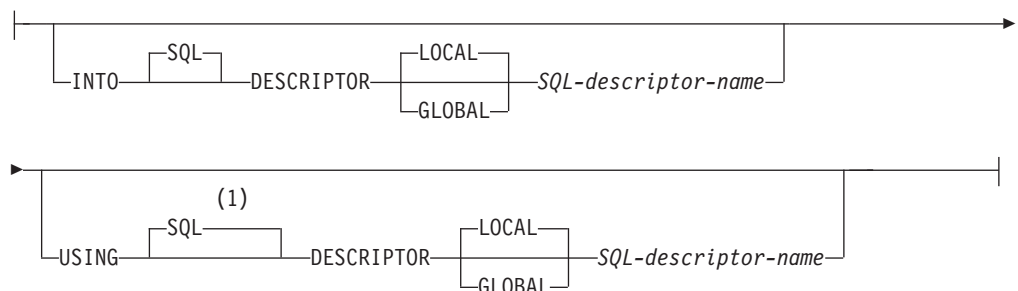 SQL LOCAL
INTO DESCRIPTOR SQL-descriptor-name
GLOBAL
(1)
SQL LOCAL
USING DESCRIPTOR SQL-descriptor-name
GLOBAL